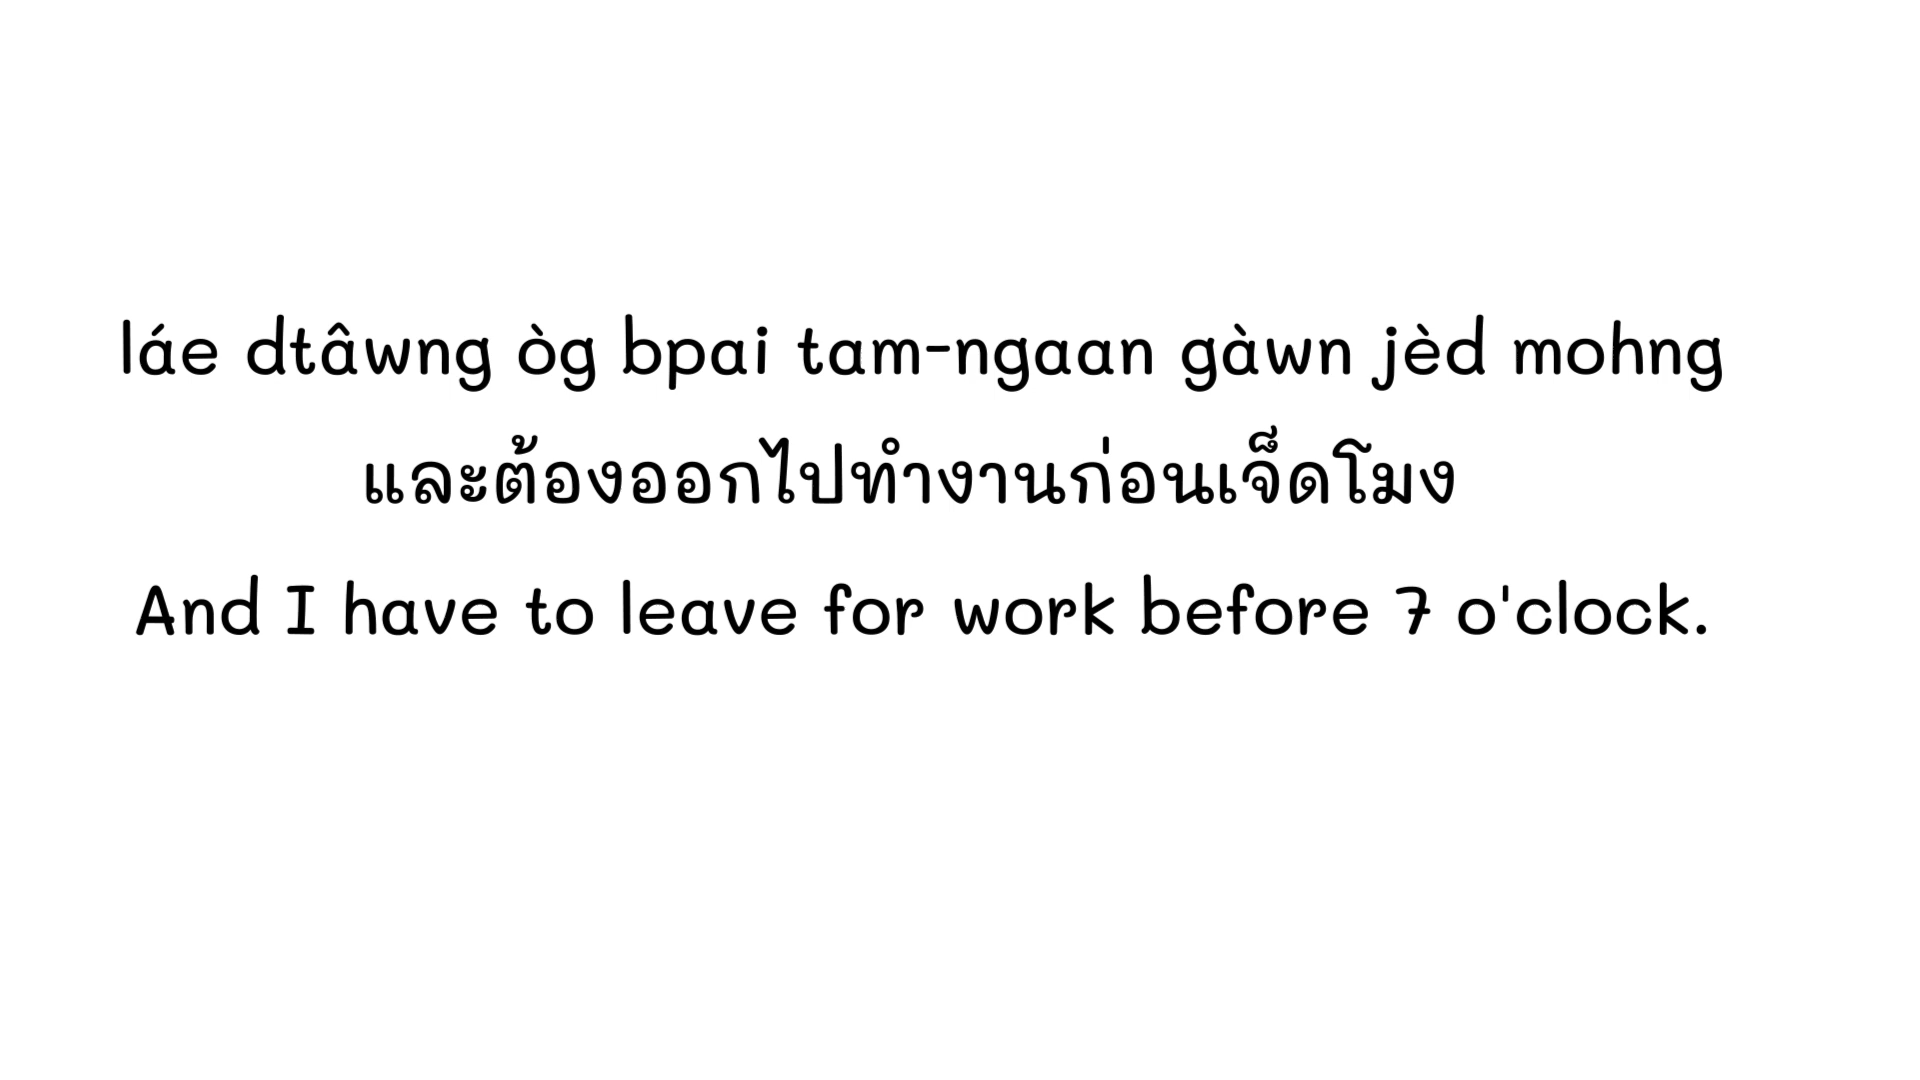 láe dtâwng òg bpai tam-ngaan gàwn jèd mohng
และต้องออกไปทำงานก่อนเจ็ดโมง
And I have to leave for work before 7 o'clock.